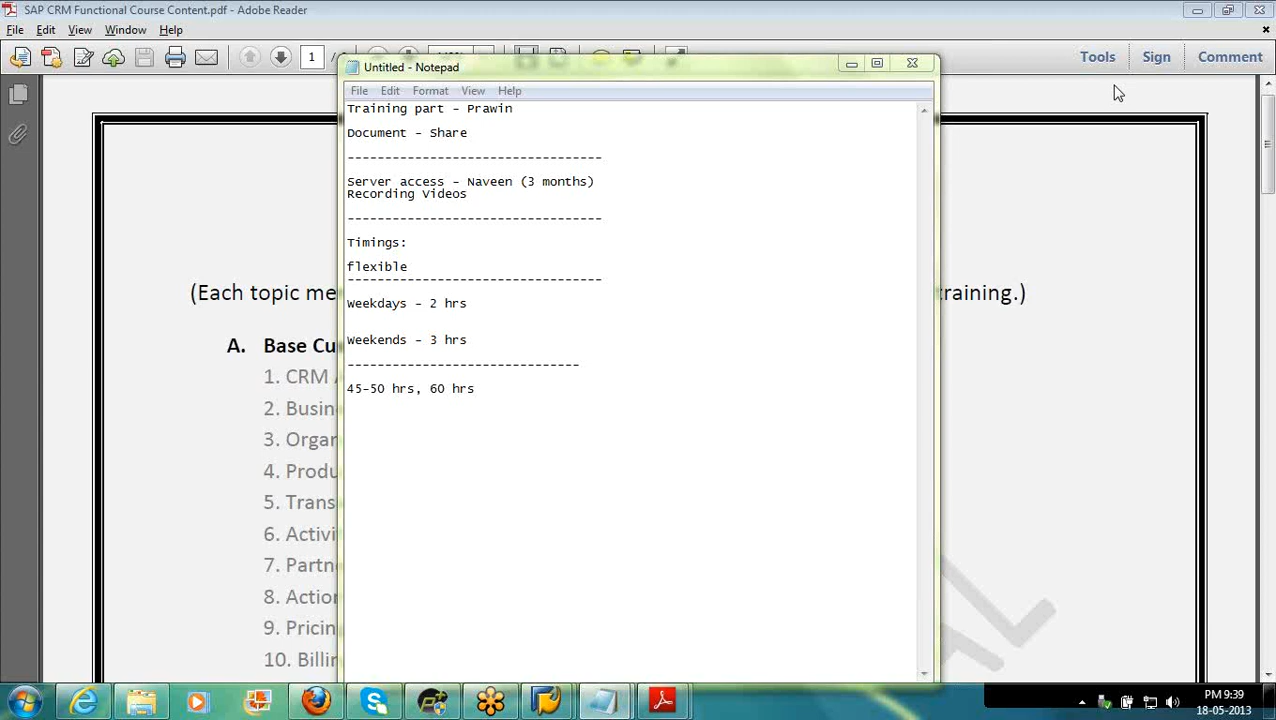 SAP CRM Functional Course Content.pdf - Adobe Reader
File Edit View Window Help
1
Tools Sign Comment
Untitled - Notepad
File Edit Format View Help
Training part - Prawin
Document - Share
----------------------------------
Server access - Naveen (3 months)
Recording Videos
----------------------------------
Timings:
flexible
----------------------------------
Weekdays - 2 hrs
Weekends - 3 hrs
-------------------------------
45-50 hrs, 60 hrs
(Each topic me
training.)
A. Base Cu
1. CRM A
2. Busin
3. Organ
4. Produ
5. Trans
6. Activi
7. Partn
8. Action
9. Pricin
10. Billin
PM 9:39
18-05-2013